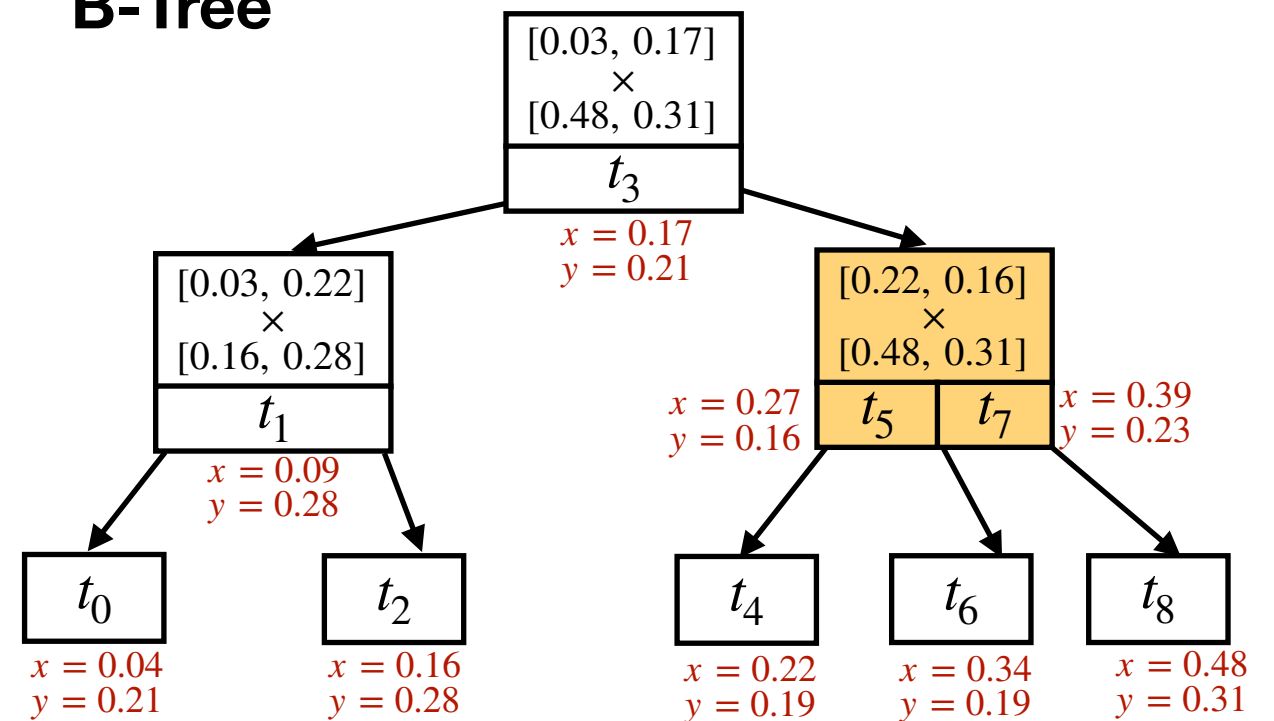 B-Tree
[0.03, 0.17]
×
[0.48, 0.31]
t₃
x = 0.17
y = 0.21
[0.03, 0.22]
×
[0.16, 0.28]
t₁
x = 0.09
y = 0.28
[0.22, 0.16]
×
[0.48, 0.31]
x = 0.27
y = 0.16
t₅ t₇
x = 0.39
y = 0.23
t₀
x = 0.04
y = 0.21
t₂
x = 0.16
y = 0.28
t₄
x = 0.22
y = 0.19
t₆
x = 0.34
y = 0.19
t₈
x = 0.48
y = 0.31